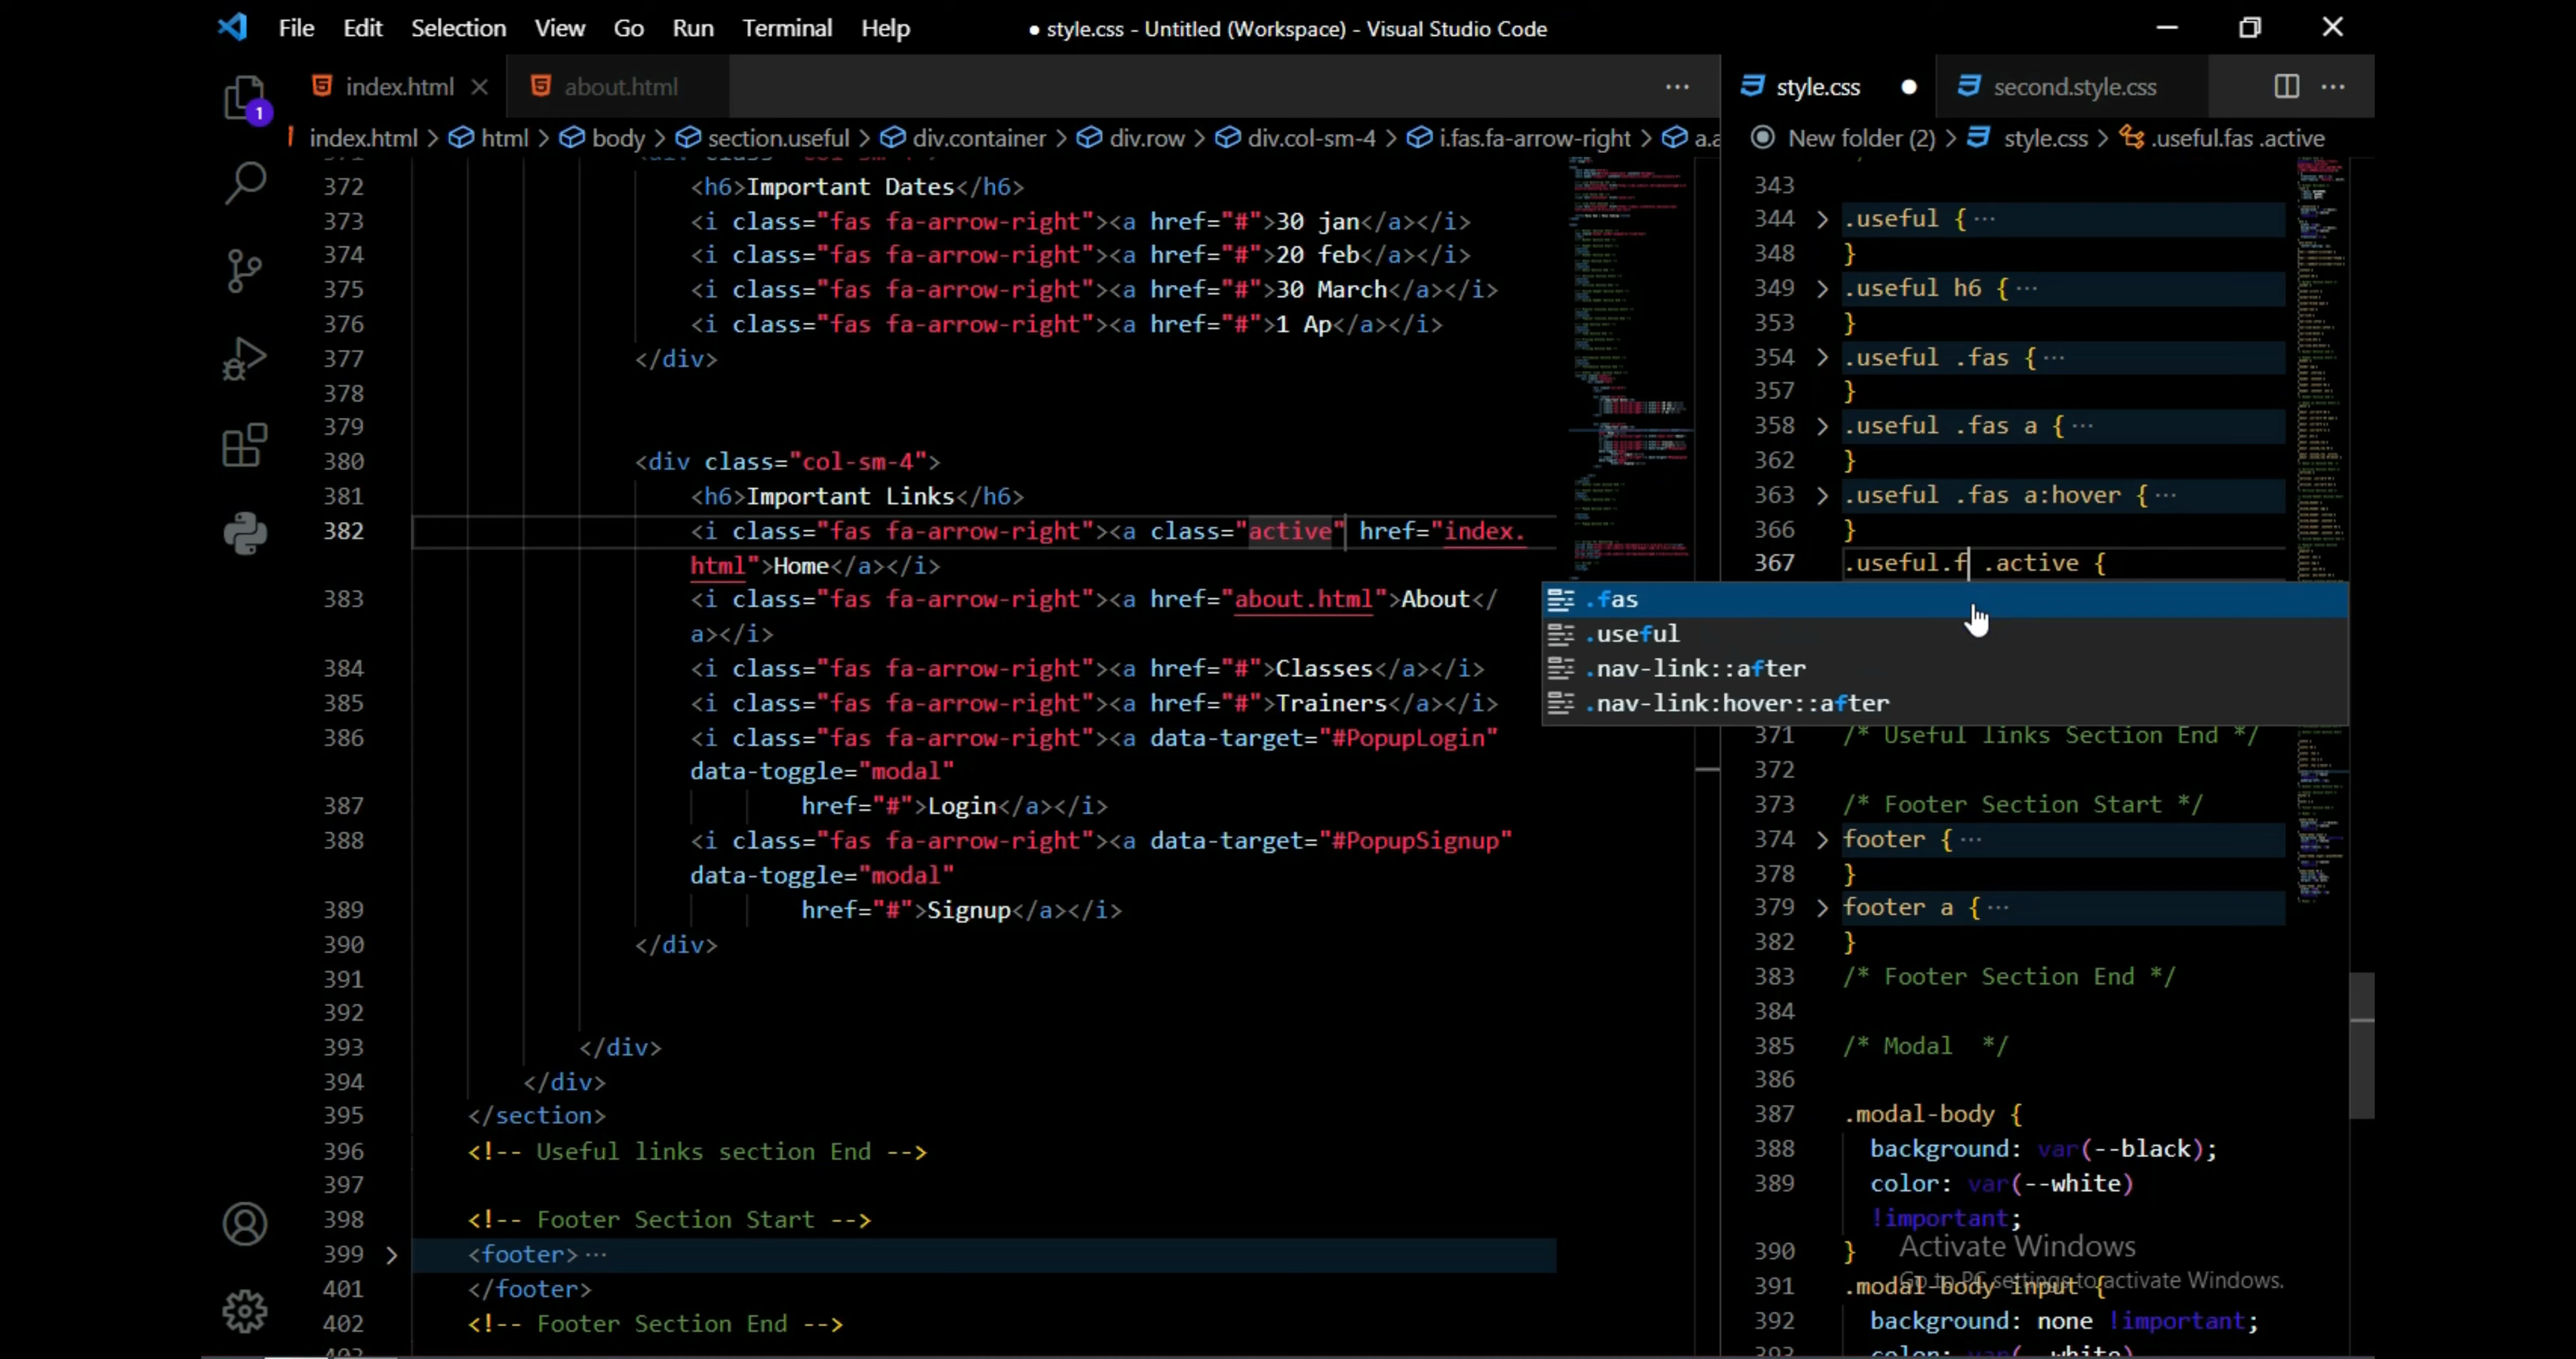 File Edit Selection View Go Run Terminal Help
● style.css - Untitled (Workspace) - Visual Studio Code
index.html
about.html
1
index.html > html > body > section.useful > div.container > div.row > div.col-sm-4 > i.fas.fa-arrow-right > a.a
372 <h6>Important Dates</h6>
373 <i class="fas fa-arrow-right"><a href="#">30 jan</a></i>
374 <i class="fas fa-arrow-right"><a href="#">20 feb</a></i>
375 <i class="fas fa-arrow-right"><a href="#">30 March</a></i>
376 <i class="fas fa-arrow-right"><a href="#">1 Ap</a></i>
377 </div>
378
379
380 <div class="col-sm-4">
381 <h6>Important Links</h6>
382 <i class="fas fa-arrow-right"><a class="active" href="index.
html">Home</a></i>
383 <i class="fas fa-arrow-right"><a href="about.html">About</
a></i>
384 <i class="fas fa-arrow-right"><a href="#">Classes</a></i>
385 <i class="fas fa-arrow-right"><a href="#">Trainers</a></i>
386 <i class="fas fa-arrow-right"><a data-target="#PopupLogin"
data-toggle="modal"
387 href="#">Login</a></i>
388 <i class="fas fa-arrow-right"><a data-target="#PopupSignup"
data-toggle="modal"
389 href="#">Signup</a></i>
390 </div>
391
392
393 </div>
394 </div>
395 </section>
396 <!-- Useful links section End -->
397
398 <!-- Footer Section Start -->
399 <footer>···
401 </footer>
402 <!-- Footer Section End -->
style.css
second.style.css
New folder (2) > style.css > .useful.fas .active
343
344 .useful {···
348 }
349 .useful h6 {···
353 }
354 .useful .fas {···
357 }
358 .useful .fas a {···
362 }
363 .useful .fas a:hover {···
366 }
367 .useful.f .active {
.fas
.useful
.nav-link::after
.nav-link:hover::after
371 /* Useful links Section End */
372
373 /* Footer Section Start */
374 footer {···
378 }
379 footer a {···
382 }
383 /* Footer Section End */
384
385 /* Modal */
386
387 .modal-body {
388 background: var(--black);
389 color: var(--white)
!important;
390 }
391 .modal-body input {
392 background: none !important;
Activate Windows
Go to PC settings to activate Windows.